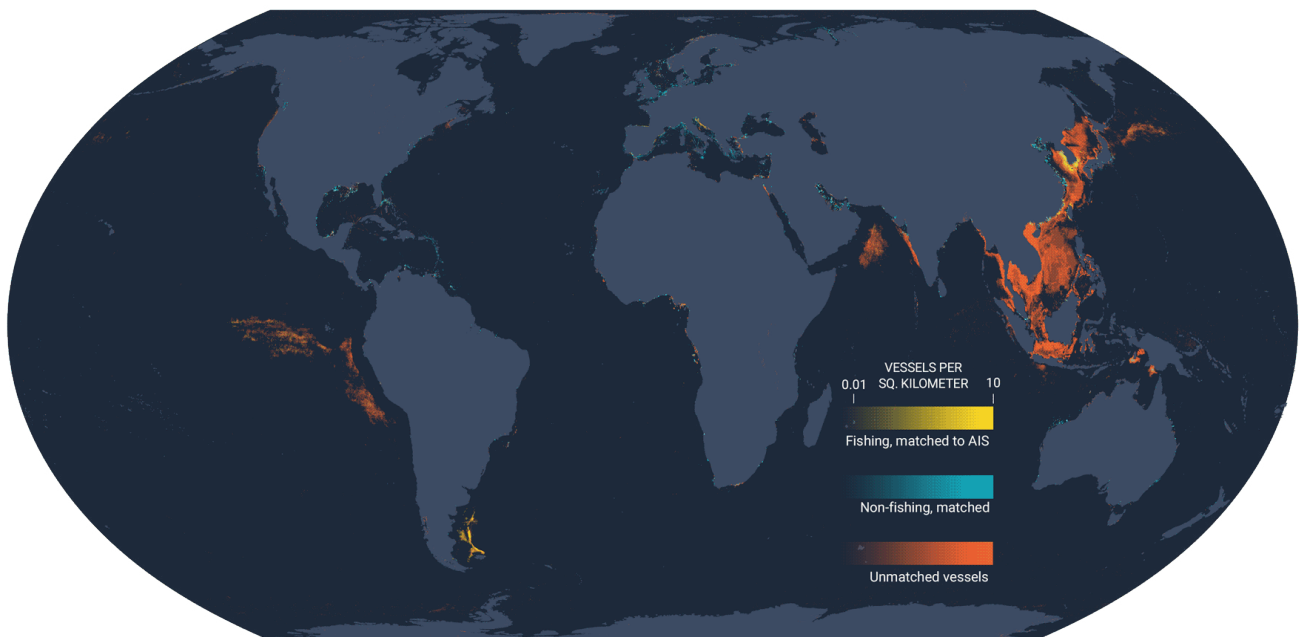 VESSELS PER
0.01 SQ. KILOMETER 10
Fishing, matched to AIS
Non-fishing, matched
Unmatched vessels